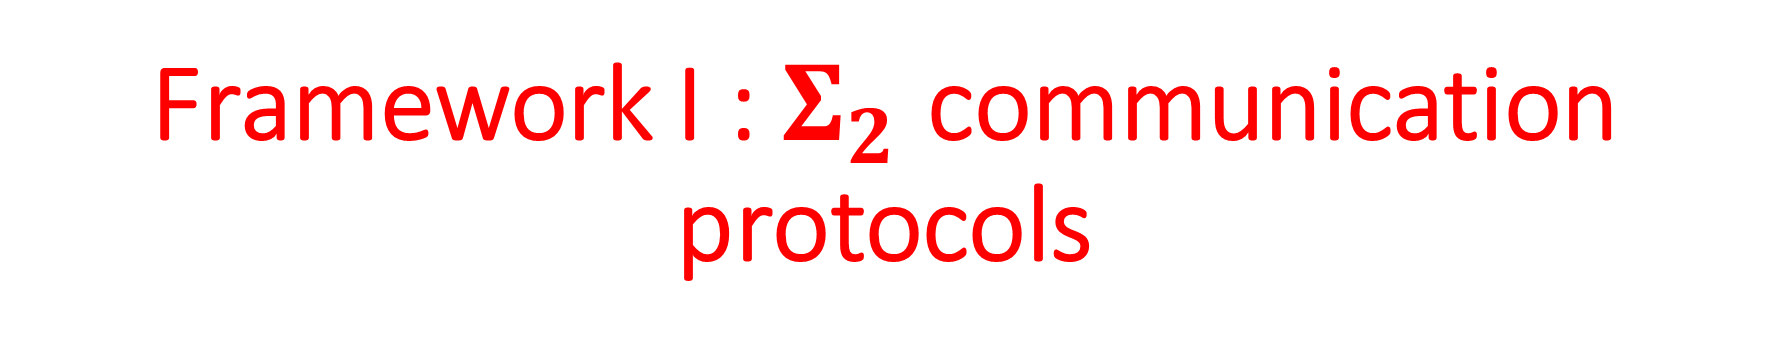 Framework I : Σ₂ communication
protocols